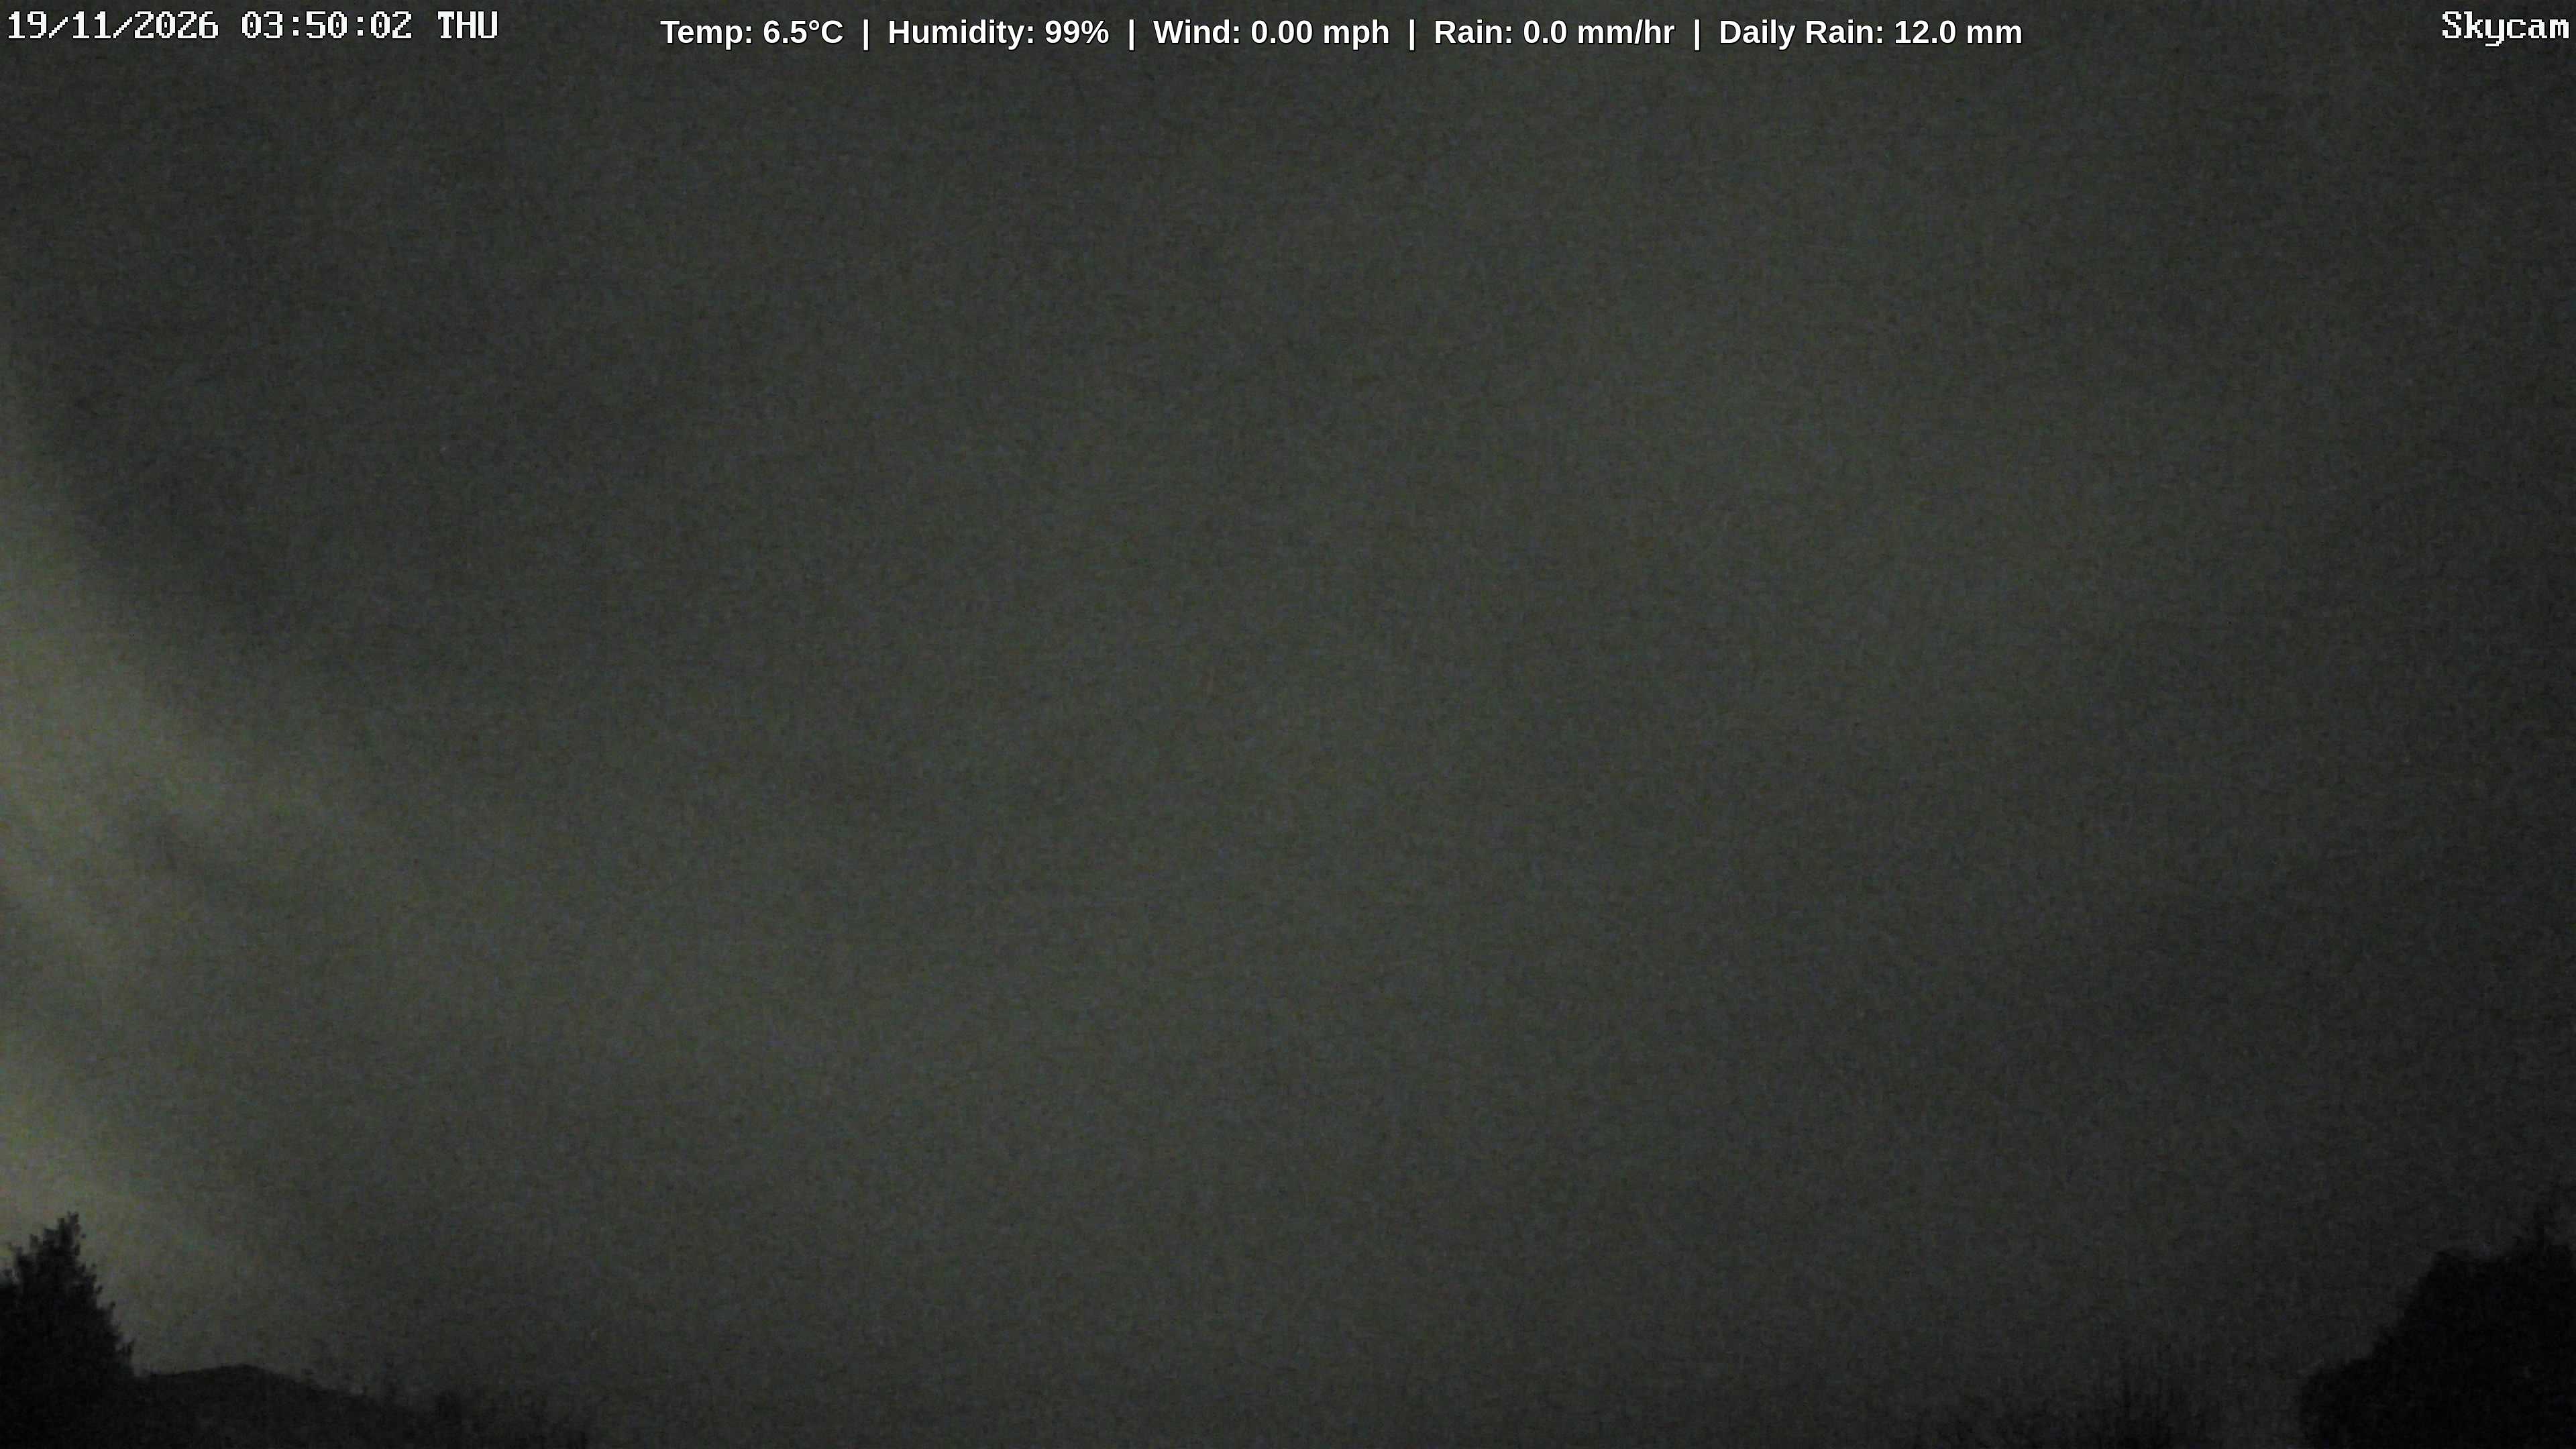 19/11/2026 03:50:02 THU
Temp: 6.5°C | Humidity: 99% | Wind: 0.00 mph | Rain: 0.0 mm/hr | Daily Rain: 12.0 mm
Skycam